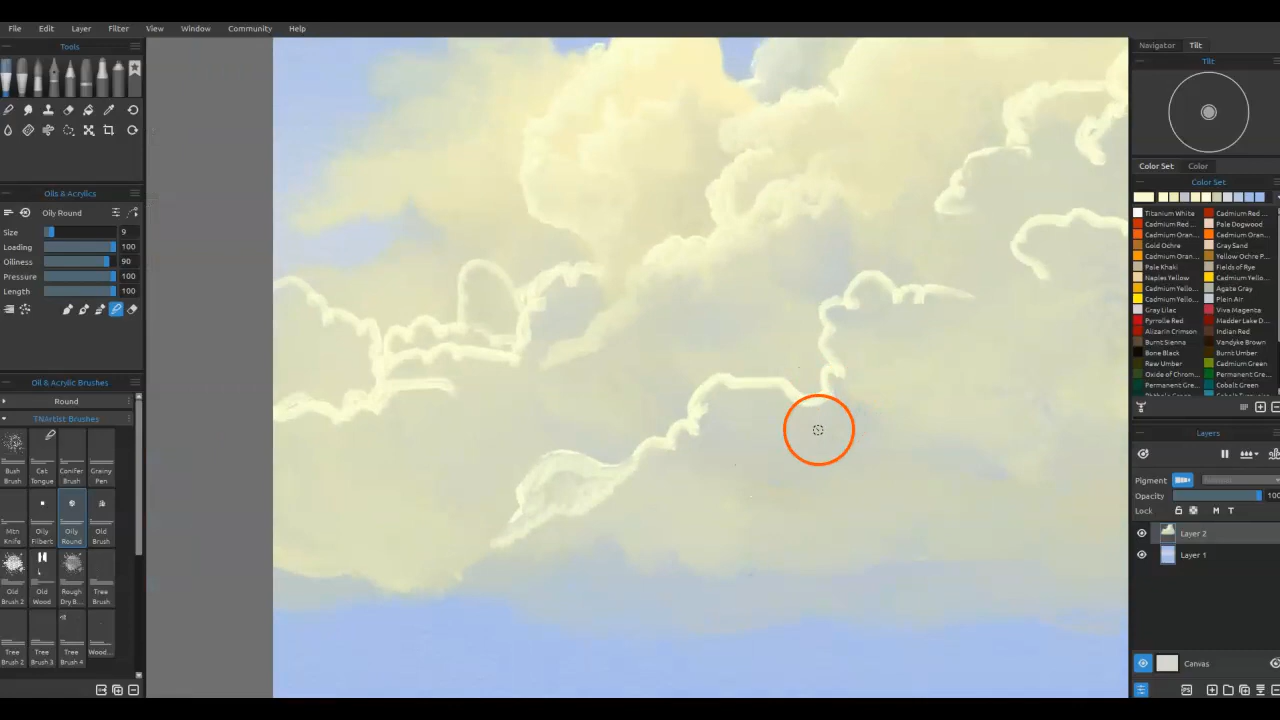 File Edit Layer Filter View Window Community Help
Tools
Oils & Acrylics
Oily Round
Size 9
Loading 100
Oiliness 90
Pressure 100
Length 100
Oil & Acrylic Brushes
Round
TNArtist Brushes
Bush Brush
Cat Tongue
Conifer Brush
Grainy Pen
Mtn Knife
Oily Filbert
Oily Round
Old Brush
Old Brush 2
Old Wood
Rough Dry B...
Tree Brush
Tree Brush 2
Tree Brush 3
Tree Brush 4
Wood...
Navigator Tilt
Tilt
Color Set Color
Color Set
Titanium White Cadmium Red ...
Cadmium Red ... Pale Dogwood
Cadmium Oran... Cadmium Oran...
Gold Ochre Gray Sand
Cadmium Oran... Yellow Ochre P...
Pale Khaki Fields of Rye
Naples Yellow Cadmium Yello...
Cadmium Yello... Agate Gray
Cadmium Yello... Plein Air
Gray Lilac Viva Magenta
Pyrrolle Red Madder Lake D...
Alizarin Crimson Indian Red
Burnt Sienna Vandyke Brown
Bone Black Burnt Umber
Raw Umber Cadmium Green
Oxide of Chrom... Permanent Gre...
Permanent Gre... Cobalt Green
Layers
Pigment
Opacity 100
Lock M T
Layer 2
Layer 1
Canvas
PS